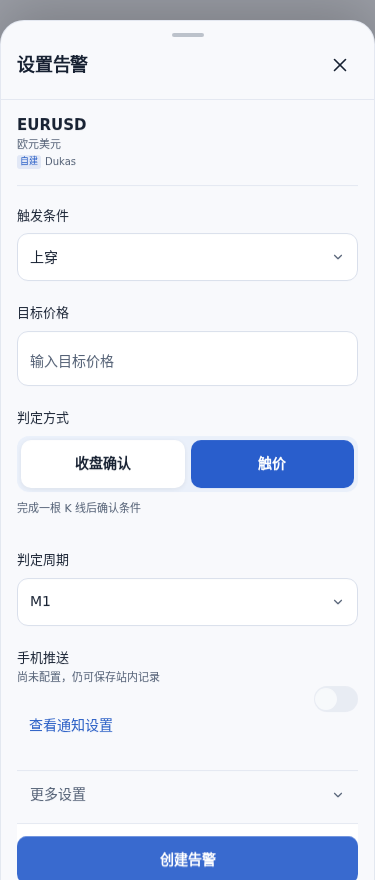 设置告警
EURUSD
欧元美元
自建 Dukas
触发条件
上穿
目标价格
输入目标价格
判定方式
收盘确认 触价
完成一根 K 线后确认条件
判定周期
M1
手机推送
尚未配置，仍可保存站内记录
查看通知设置
更多设置
创建告警